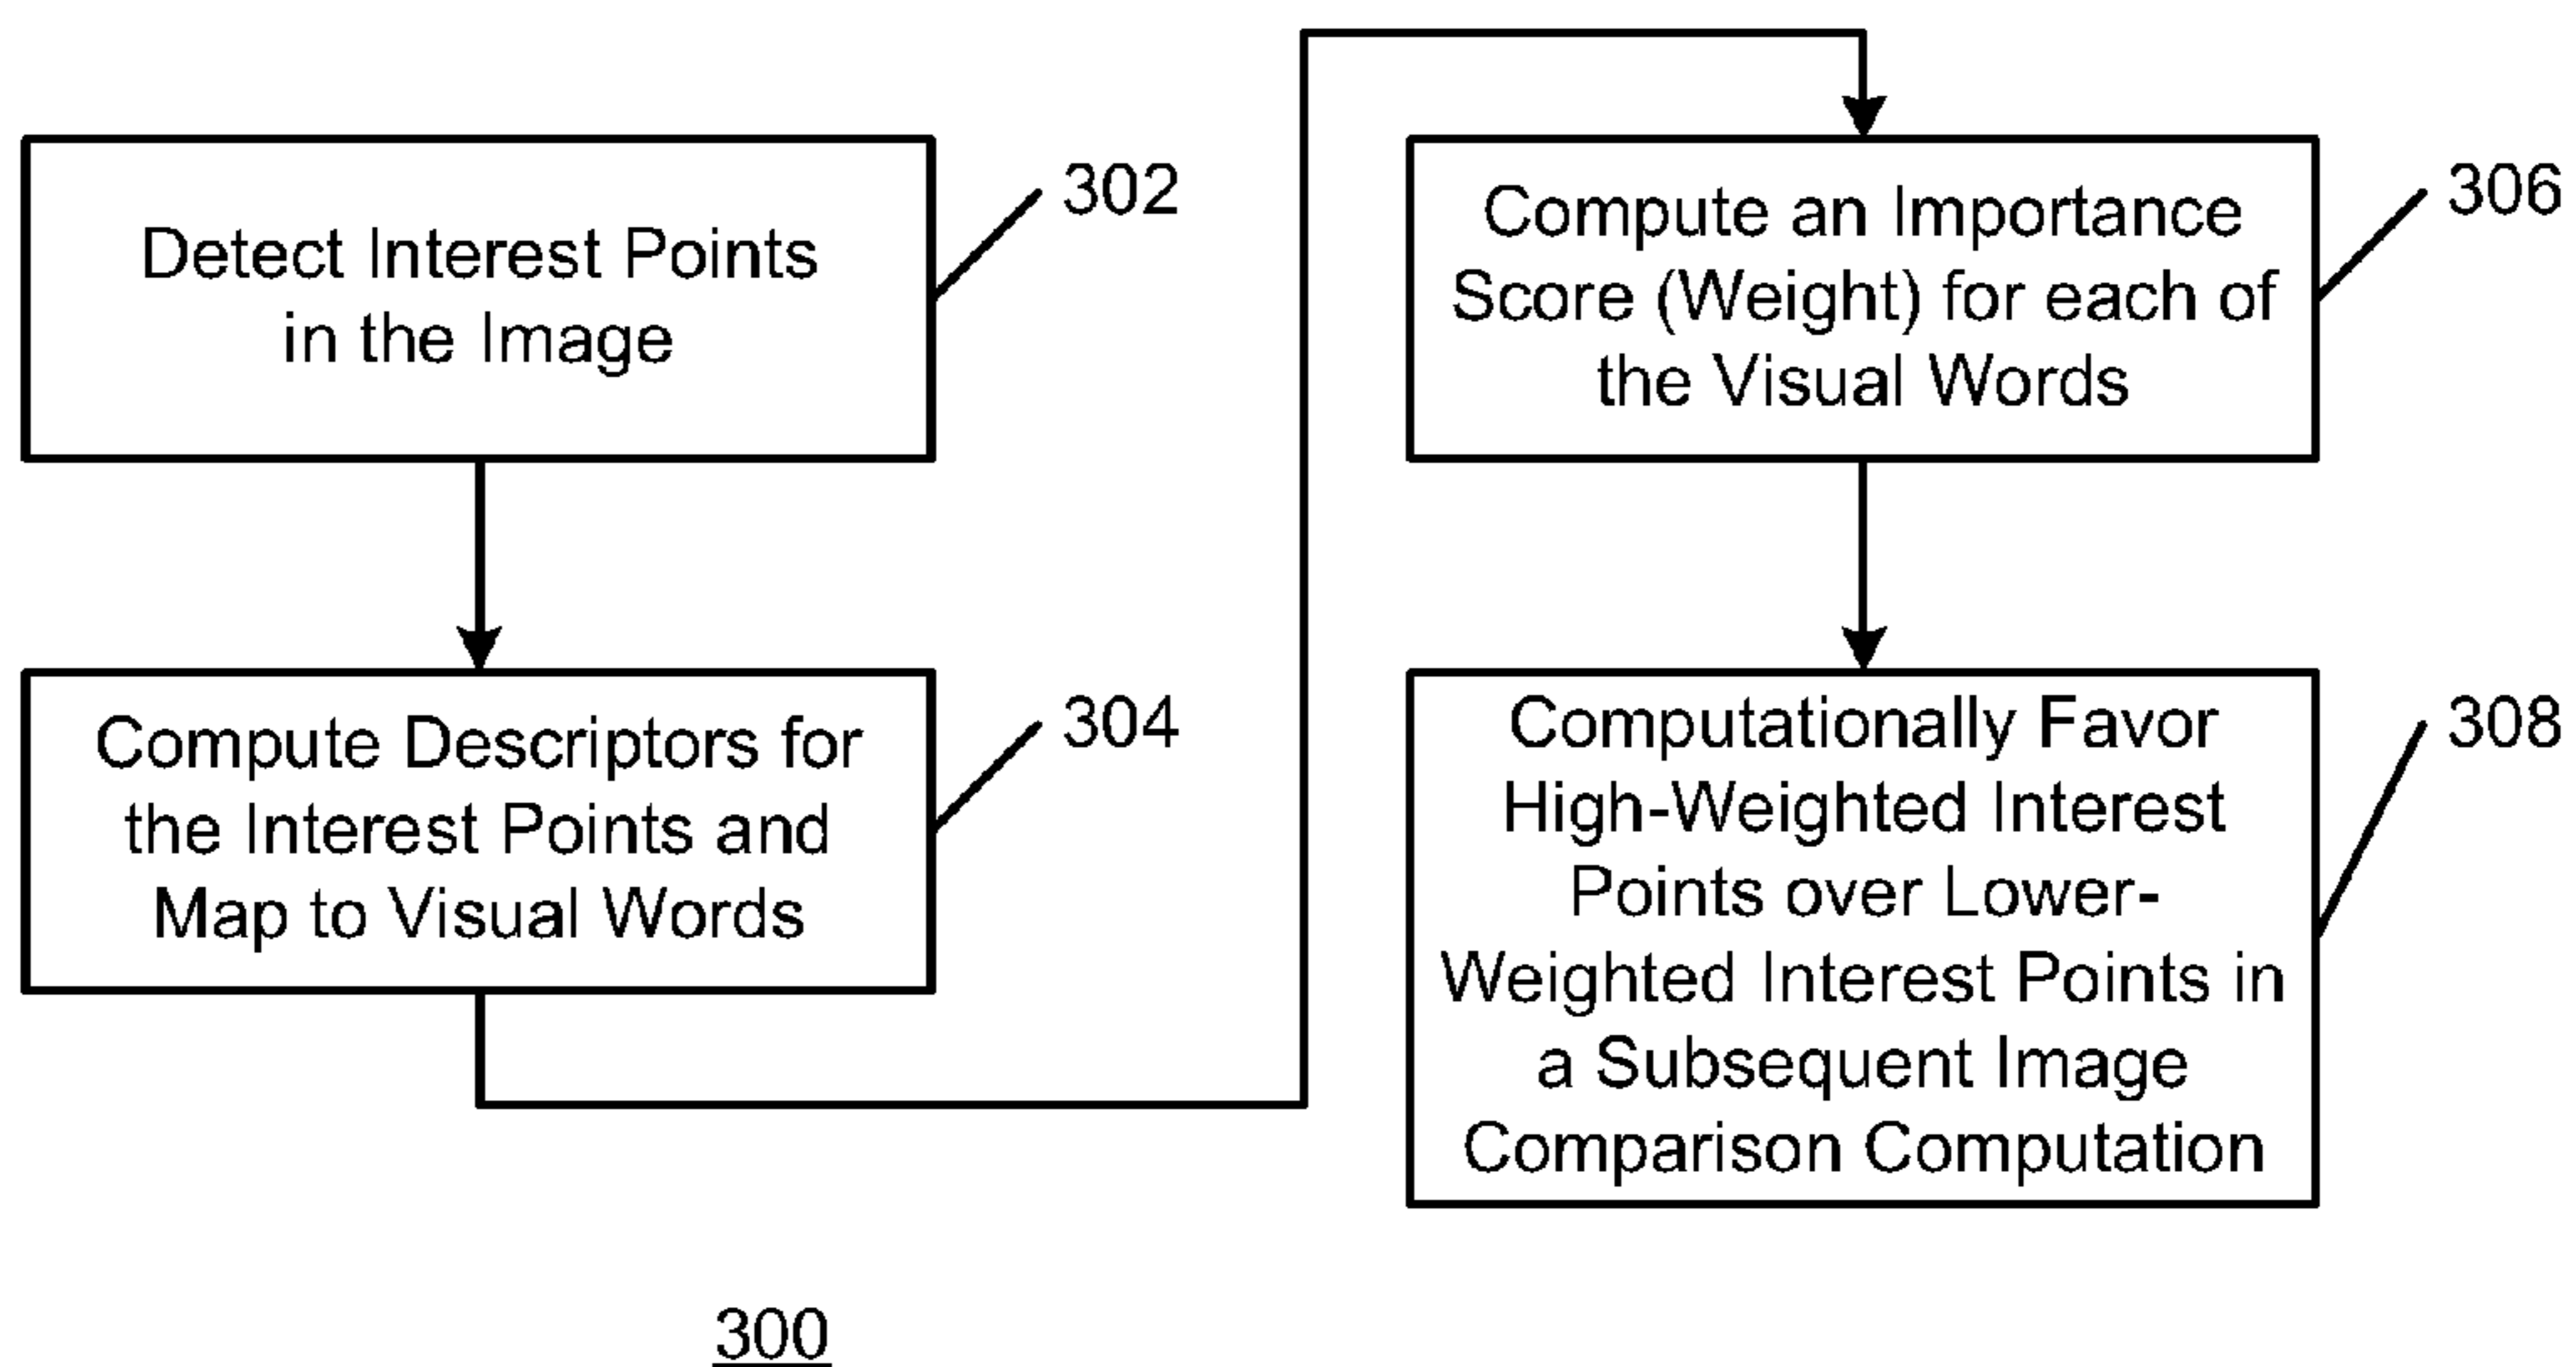 Detect Interest Points
in the Image
302
Compute Descriptors for
the Interest Points and
Map to Visual Words
304
Compute an Importance
Score (Weight) for each of
the Visual Words
306
Computationally Favor
High-Weighted Interest
Points over Lower-
Weighted Interest Points in
a Subsequent Image
Comparison Computation
308
300